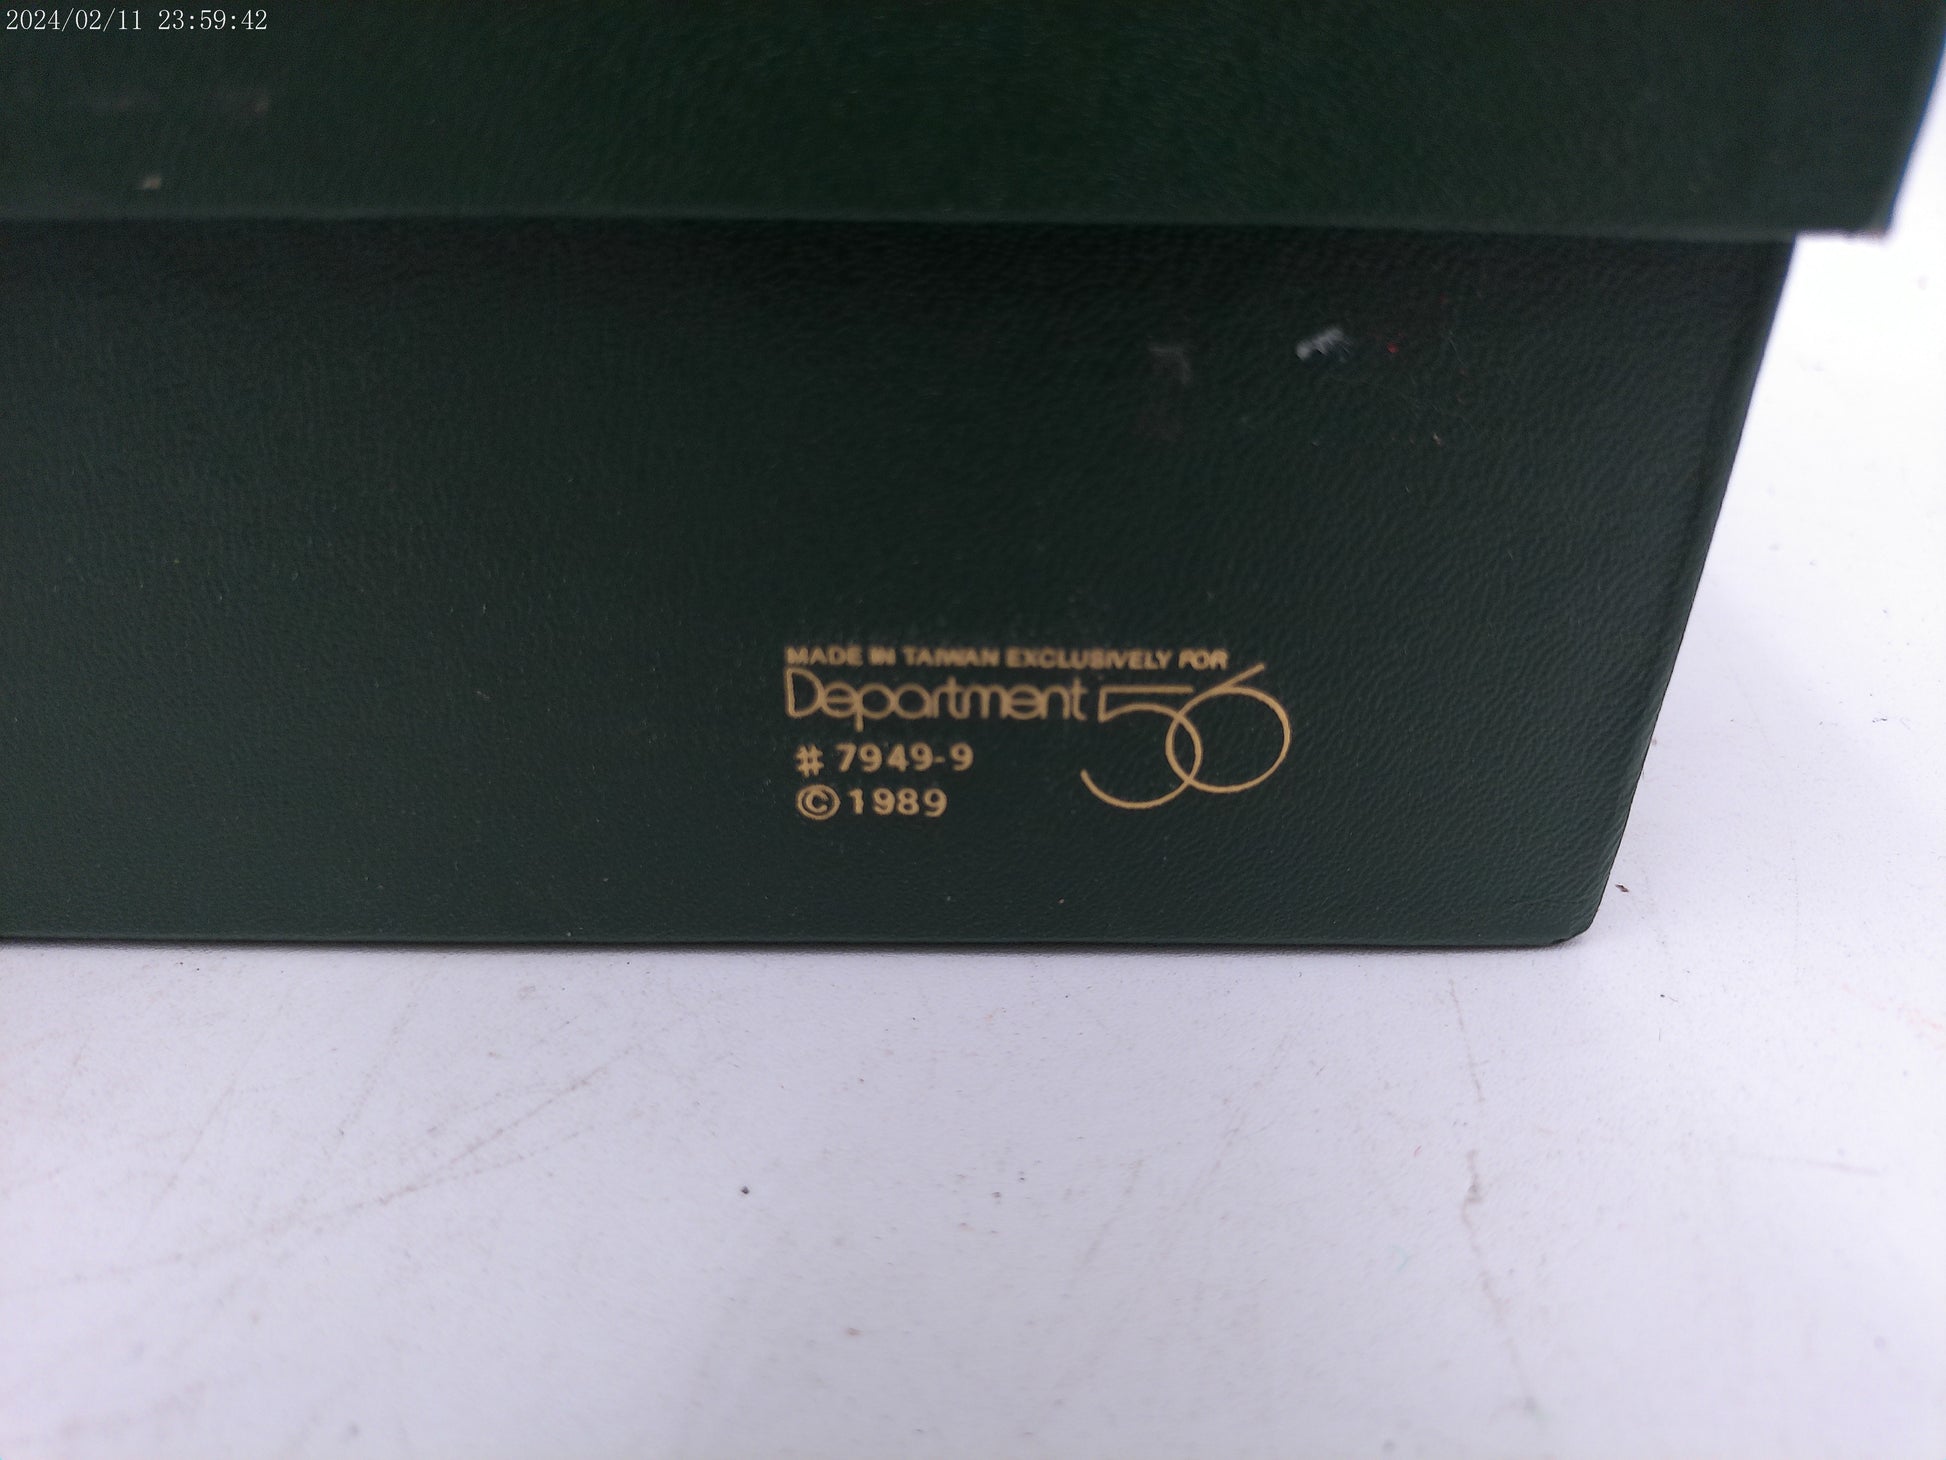 2024/02/11 23:59:42
MADE IN TAIWAN EXCLUSIVELY FOR
Department 56
# 7949-9
© 1989